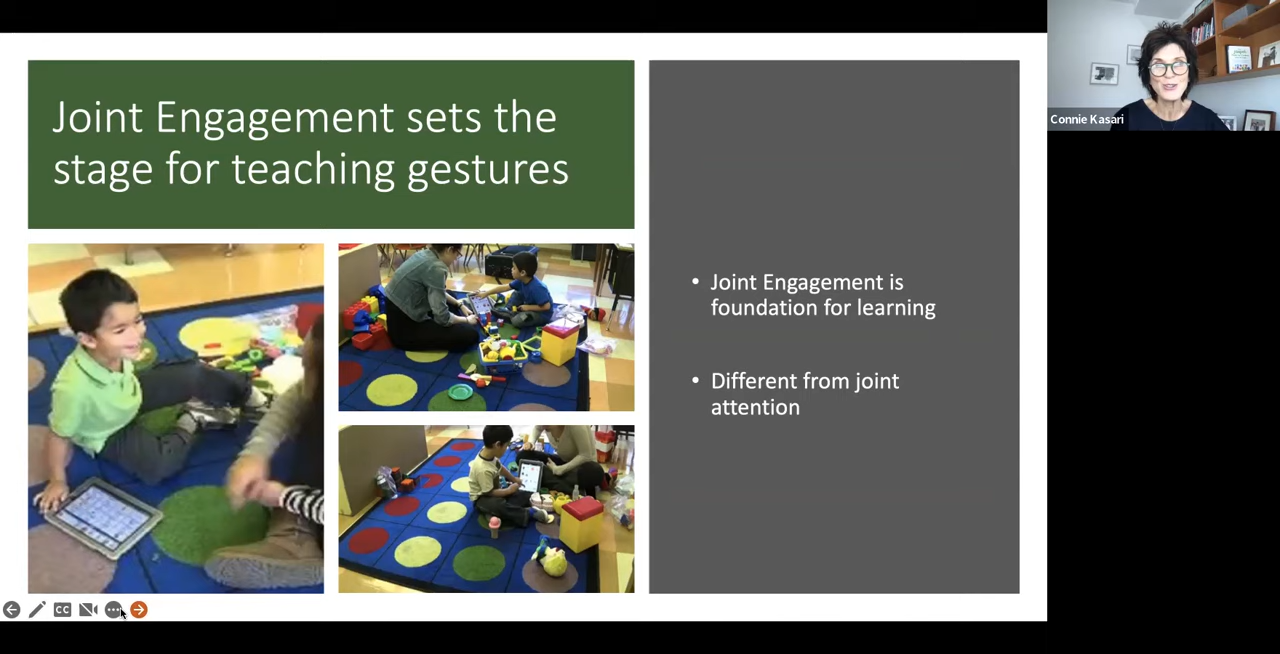 Joint Engagement sets the
stage for teaching gestures
• Joint Engagement is
foundation for learning
• Different from joint
attention
Connie Kasari
CC